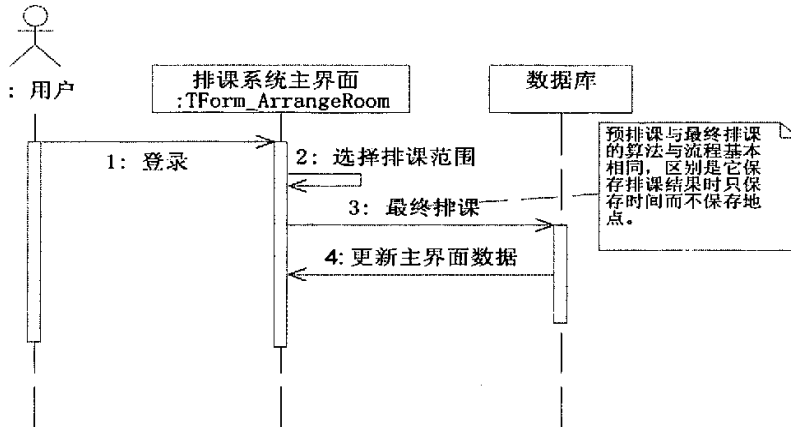 : 用户
排课系统主界面
:TForm_ArrangeRoom
数据库
1: 登录
2: 选择排课范围
3: 最终排课
4: 更新主界面数据
预排课与最终排课
的算法与流程基本
相同，区别是它保
存排课结果时只保
存时间而不保存地
点。